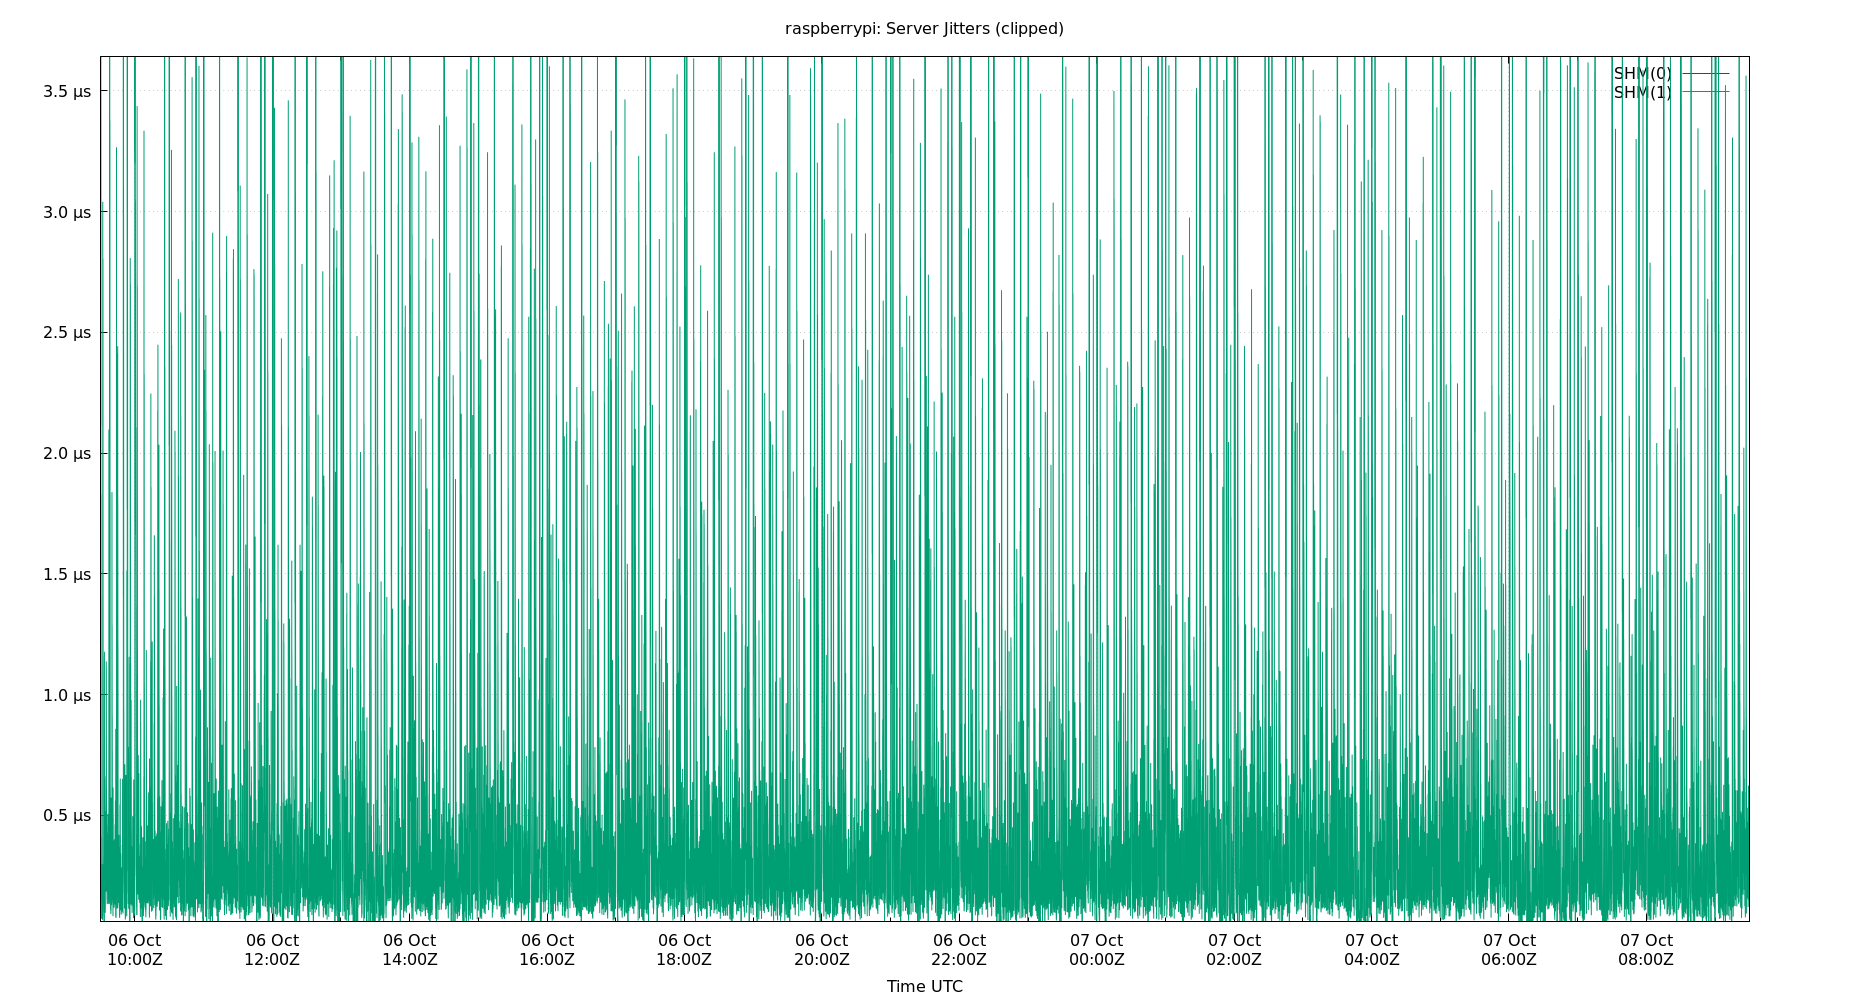 raspberrypi: Server Jitters (clipped)
SHM(0)
SHM(1)
3.5 µs
3.0 µs
2.5 µs
2.0 µs
1.5 µs
1.0 µs
0.5 µs
06 Oct 06 Oct 06 Oct 06 Oct 06 Oct 06 Oct 06 Oct 07 Oct 07 Oct 07 Oct 07 Oct 07 Oct
10:00Z 12:00Z 14:00Z 16:00Z 18:00Z 20:00Z 22:00Z 00:00Z 02:00Z 04:00Z 06:00Z 08:00Z
Time UTC